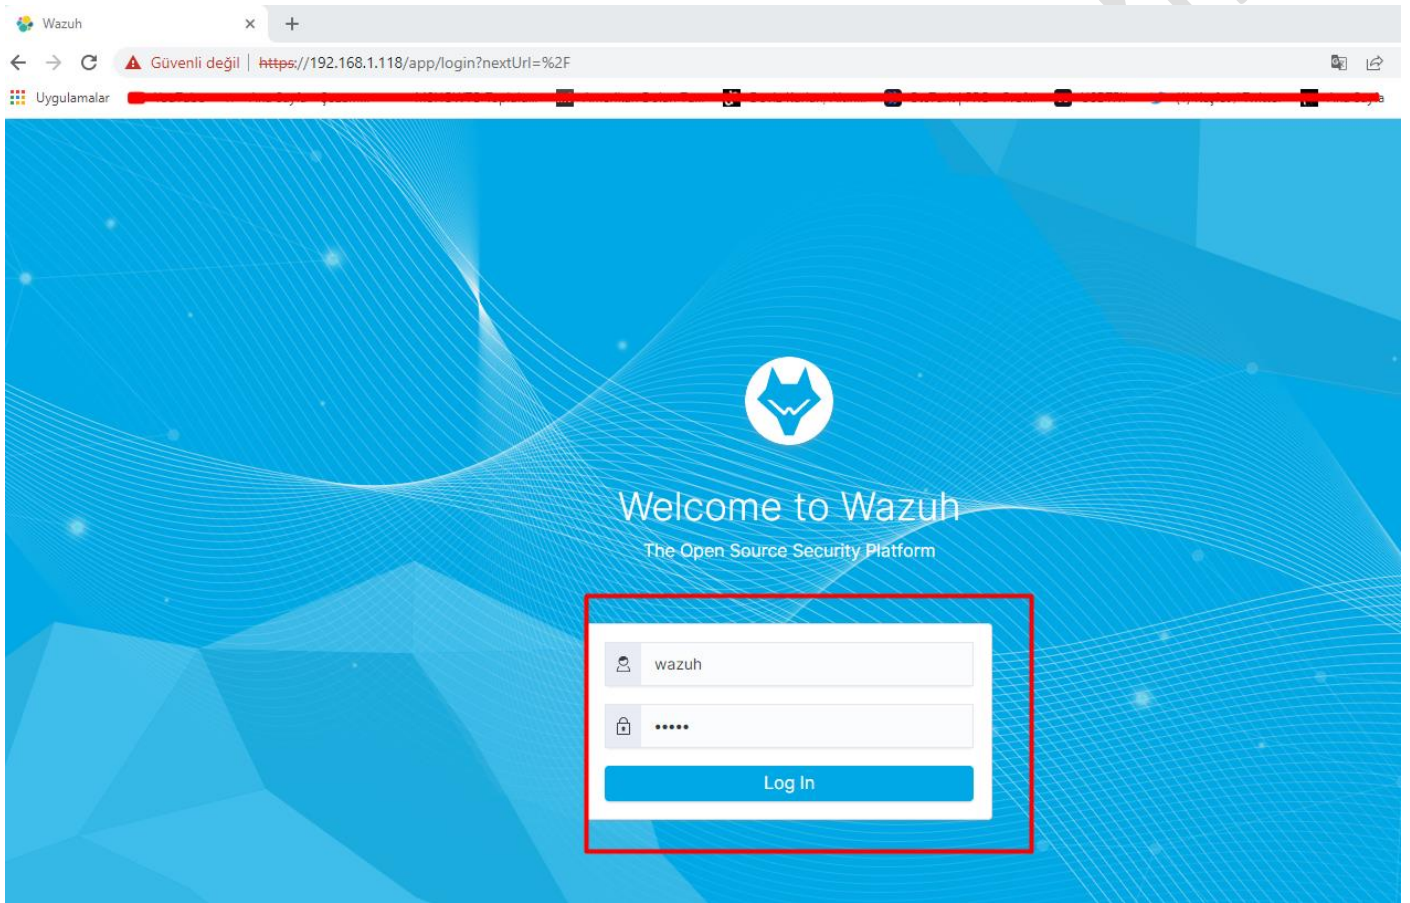 Wazuh
Güvenli değil | https://192.168.1.118/app/login?nextUrl=%2F
Uygulamalar
Welcome to Wazuh
The Open Source Security Platform
wazuh
•••••
Log In